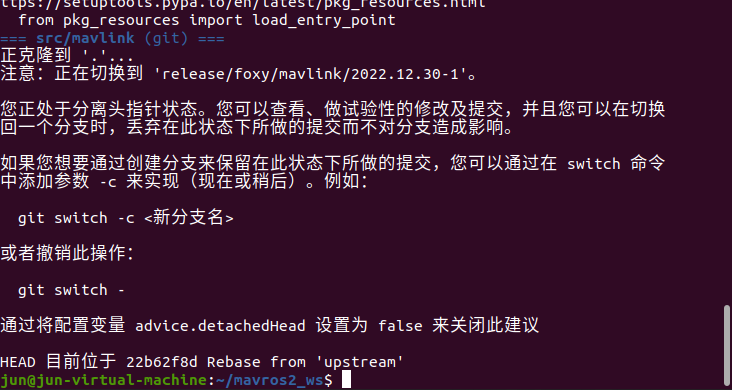 ttps://setuptools.pypa.io/en/latest/pkg_resources.html
from pkg_resources import load_entry_point
=== src/mavlink (git) ===
正克隆到 '.'...
注意：正在切换到 'release/foxy/mavlink/2022.12.30-1'。
您正处于分离头指针状态。您可以查看、做试验性的修改及提交，并且您可以在切换
回一个分支时，丢弃在此状态下所做的提交而不对分支造成影响。
如果您想要通过创建分支来保留在此状态下所做的提交，您可以通过在 switch 命令
中添加参数 -c 来实现（现在或稍后）。例如：
git switch -c <新分支名>
或者撤销此操作：
git switch -
通过将配置变量 advice.detachedHead 设置为 false 来关闭此建议
HEAD 目前位于 22b62f8d Rebase from 'upstream'
jun@jun-virtual-machine:~/mavros2_ws$